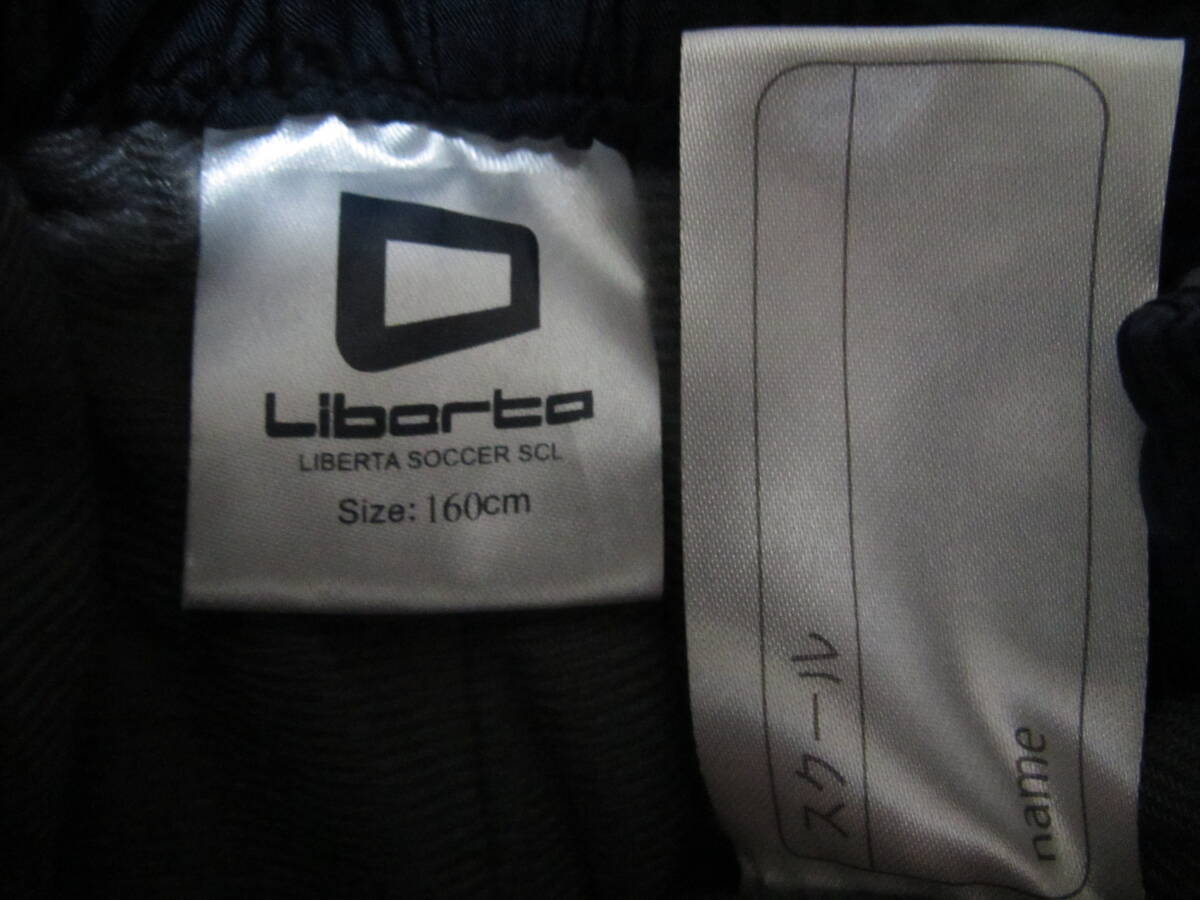 Liberta
LIBERTA SOCCER SCL
Size: 160cm
スクール
name